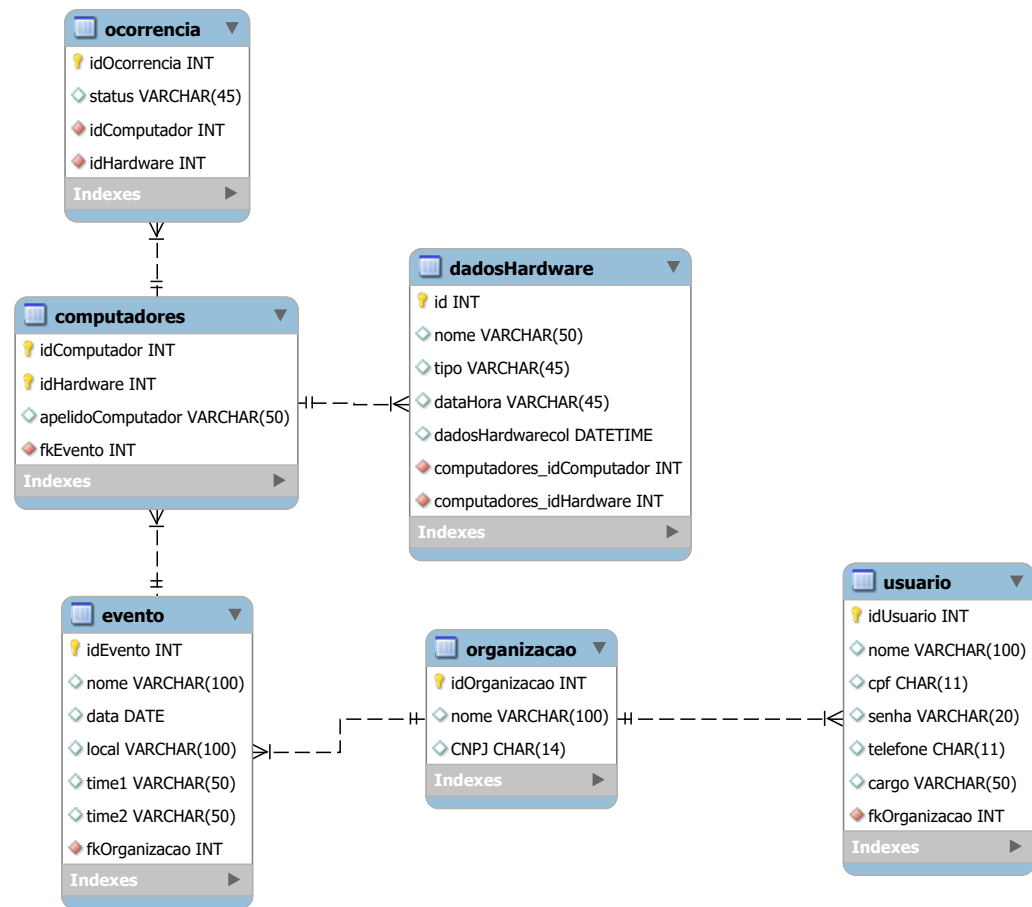 ocorrencia
idOcorrencia INT
status VARCHAR(45)
idComputador INT
idHardware INT
Indexes
computadores
idComputador INT
idHardware INT
apelidoComputador VARCHAR(50)
fkEvento INT
Indexes
dadosHardware
id INT
nome VARCHAR(50)
tipo VARCHAR(45)
dataHora VARCHAR(45)
dadosHardwarecol DATETIME
computadores_idComputador INT
computadores_idHardware INT
Indexes
evento
idEvento INT
nome VARCHAR(100)
data DATE
local VARCHAR(100)
time1 VARCHAR(50)
time2 VARCHAR(50)
fkOrganizacao INT
Indexes
organizacao
idOrganizacao INT
nome VARCHAR(100)
CNPJ CHAR(14)
Indexes
usuario
idUsuario INT
nome VARCHAR(100)
cpf CHAR(11)
senha VARCHAR(20)
telefone CHAR(11)
cargo VARCHAR(50)
fkOrganizacao INT
Indexes